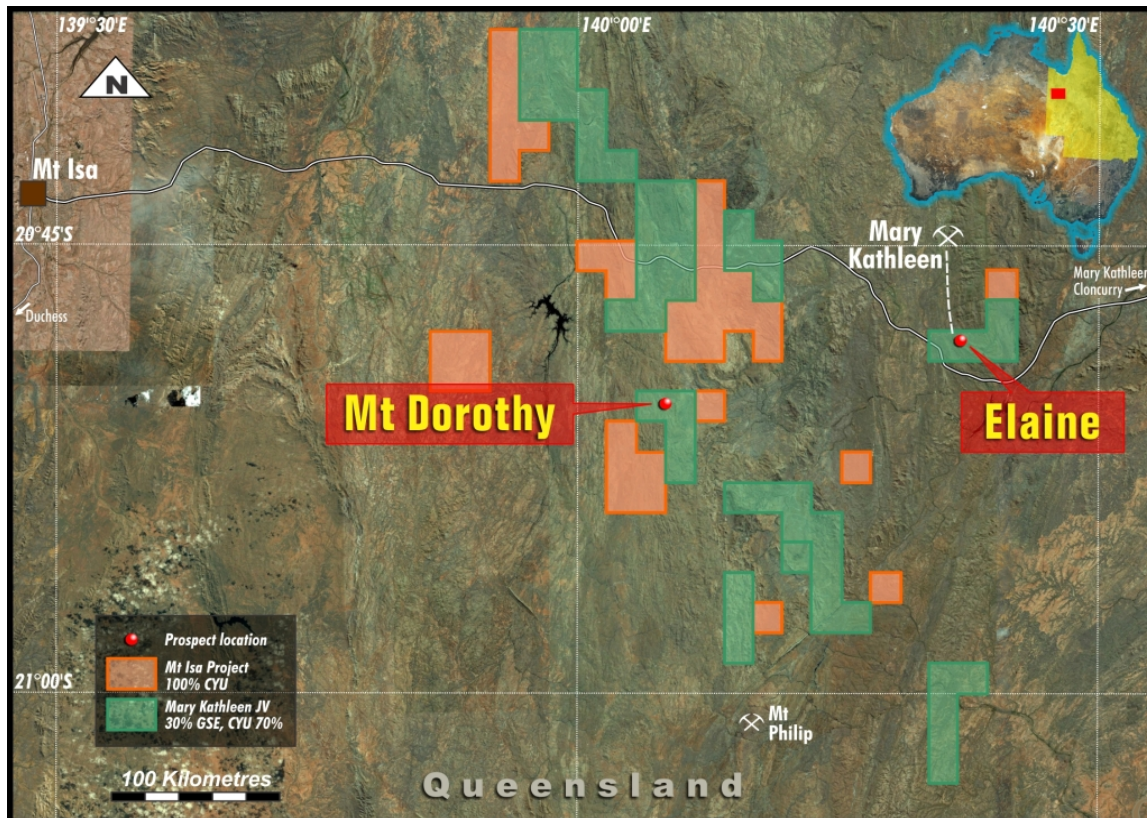 139°30'E
140°00'E
140°30'E
N
Mt Isa
20°45'S
Mary
Kathleen
Mary Kathleen
Cloncurry
Duchess
Mt Dorothy
Elaine
Prospect location
Mt Isa Project
100% CYU
Mary Kathleen JV
30% GSE, CYU 70%
21°00'S
Mt
Philip
100 Kilometres
Queensland